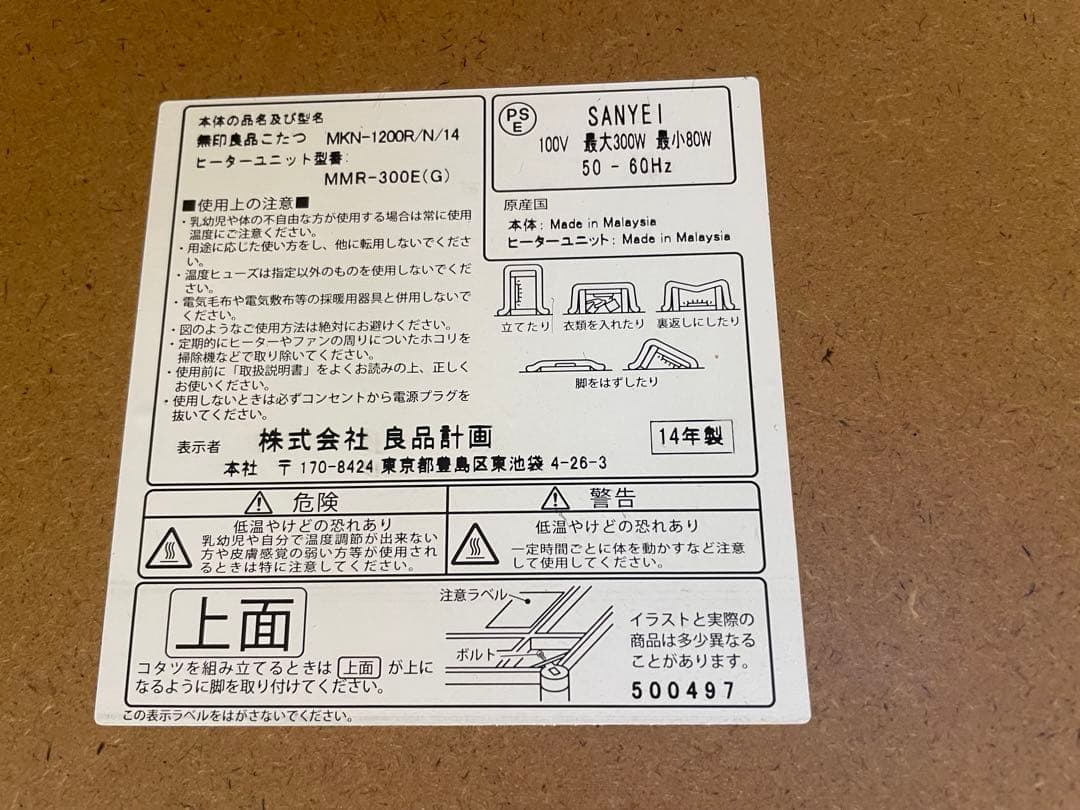 本体の品名及び型名
無印良品こたつ MKN-1200R/N/14
ヒーターユニット型番:
MMR-300E(G)
■使用上の注意■
・乳幼児や体の不自由な方が使用する場合は常に使用
温度にご注意ください。
・用途に応じた使い方をし、他に転用しないでくださ
い。
・温度ヒューズは指定以外のものを使用しないでくだ
さい。
・電気毛布や電気敷布等の採暖用器具と併用しないで
ください。
・図のようなご使用方法は絶対にお避けください。
・定期的にヒーターやファンの周りについたホコリを
掃除機などで取り除いてください。
・使用前に「取扱説明書」をよくお読みの上、正しく
お使いください。
・使用しないときは必ずコンセントから電源プラグを
抜いてください。
PS
E
SANYEI
100V 最大300W 最小80W
50 - 60Hz
原産国
本体: Made in Malaysia
ヒーターユニット: Made in Malaysia
立てたり 衣類を入れたり 裏返しにしたり
脚をはずしたり
表示者 株式会社 良品計画
14年製
本社 〒170-8424 東京都豊島区東池袋 4-26-3
危険
低温やけどの恐れあり
乳幼児や自分で温度調節が出来ない
方や皮膚感覚の弱い方等が使用され
るときは特に注意してください。
警告
低温やけどの恐れあり
一定時間ごとに体を動かすなど注意
して使用してください。
上面
コタツを組み立てるときは 上面 が上に
なるように脚を取り付けてください。
注意ラベル
ボルト
イラストと実際の
商品は多少異なる
ことがあります。
500497
この表示ラベルをはがさないでください。